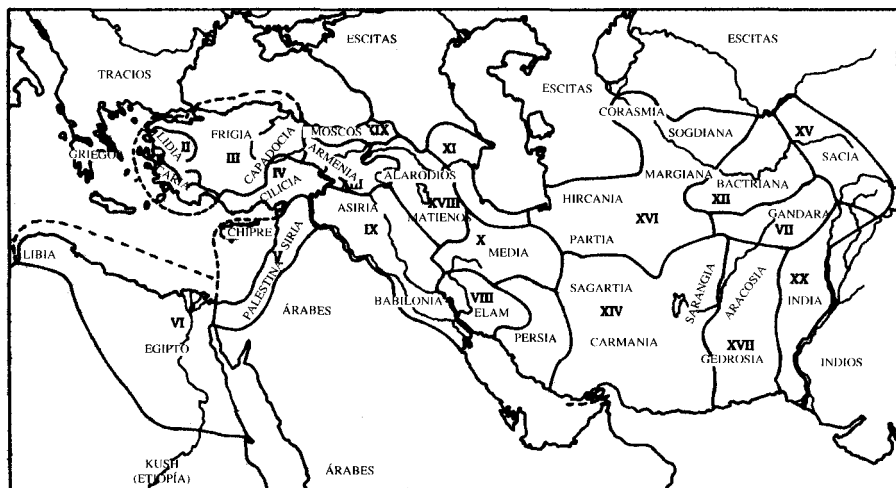 ESCITAS
ESCITAS
TRACIOS
ESCITAS
CORASMIA
MOSCOS
XIX
SOGDIANA
XV
FRIGIA
LIDIA
II
III
CAPADOCIA
GRIEGOS
XI
SACIA
ARMENIA
ALARODIOS
MARGIANA
BACTRIANA
CARIA
IV
CILICIA
XVIII
MATIENOS
XII
ASIRIA
HIRCANIA
GANDARA
XVI
VII
CHIPRE
IX
X
MEDIA
PARTIA
LIBIA
V
SIRIA
PALESTINA
SAGARTIA
SARANGIA
ARACOSIA
XX
INDIA
BABILONIA
VIII
ELAM
XIV
ÁRABES
VI
EGIPTO
PERSIA
CARMANIA
XVII
GEDROSIA
INDIOS
KUSH
(ETIOPÍA)
ÁRABES